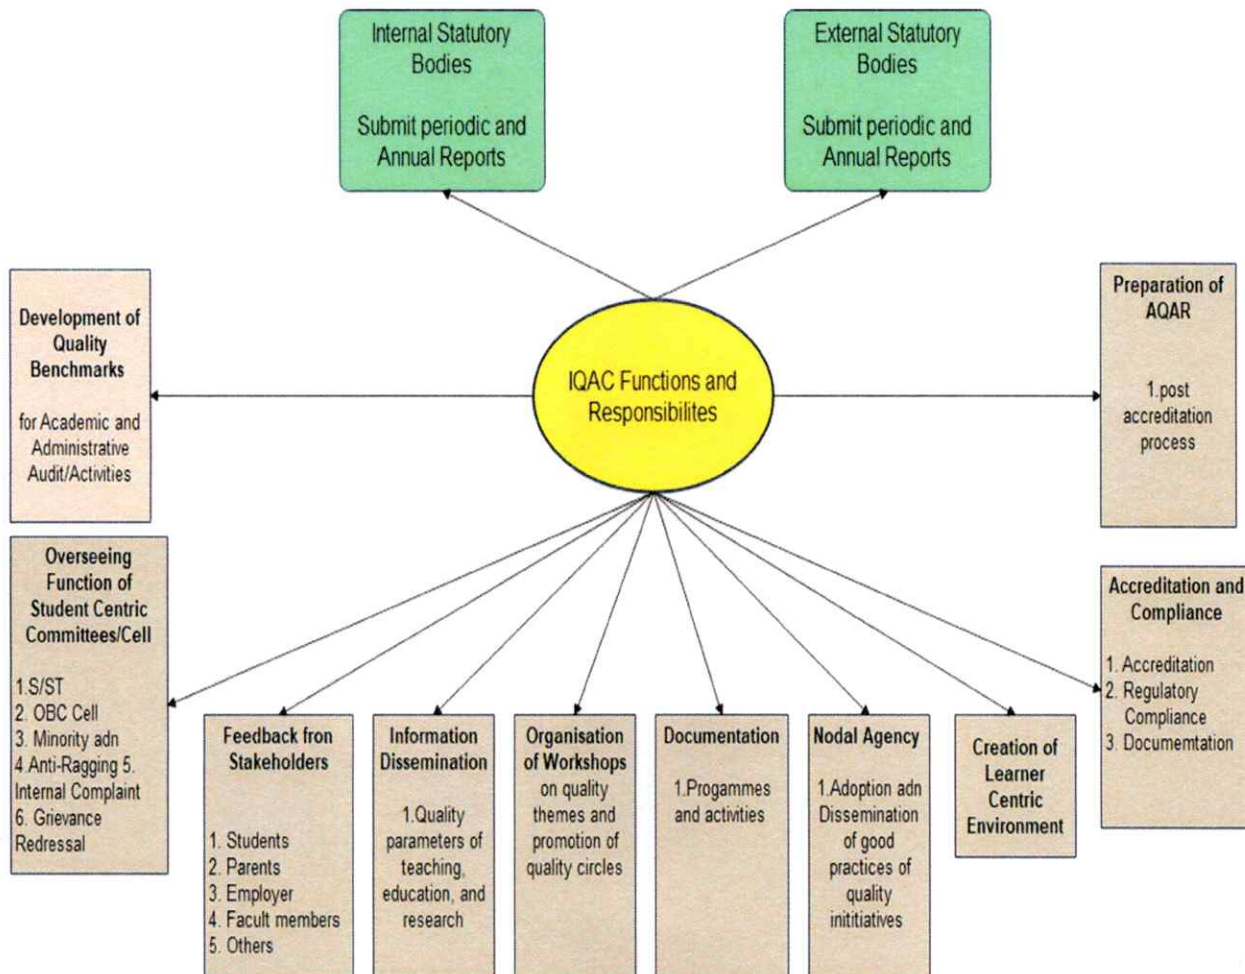 Internal Statutory
Bodies
Submit periodic and
Annual Reports
External Statutory
Bodies
Submit periodic and
Annual Reports
Development of
Quality
Benchmarks
for Academic and
Administrative
Audit/Activities
IQAC Functions and
Responsibilites
Preparation of
AQAR
1.post
accreditation
process
Overseeing
Function of
Student Centric
Committees/Cell
1.S/ST
2. OBC Cell
3. Minority adn
4.Anti-Ragging 5.
Internal Complaint
6. Grievance
Redressal
Feedback fron
Stakeholders
1. Students
2. Parents
3. Employer
4. Facult members
5. Others
Information
Dissemination
1.Quality
parameters of
teaching,
education, and
research
Organisation
of Workshops
on quality
themes and
promotion of
quality circles
Documentation
1.Progammes
and activities
Nodal Agency
1.Adoption adn
Dissemination
of good
practices of
quality
inititiatives
Creation of
Learner
Centric
Environment
Accreditation and
Compliance
1. Accreditation
2. Regulatory
Compliance
3. Documemtation